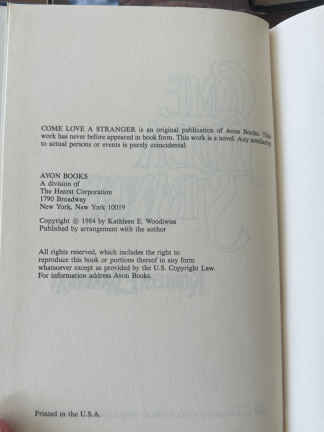 COME LOVE A STRANGER is an original publication of Avon Books. This
work has never before appeared in book form. This work is a novel. Any similarity
to actual persons or events is purely coincidental.
AVON BOOKS
A division of
The Hearst Corporation
1790 Broadway
New York, New York 10019
Copyright © 1984 by Kathleen E. Woodiwiss
Published by arrangement with the author
All rights reserved, which includes the right to
reproduce this book or portions thereof in any form
whatsoever except as provided by the U.S. Copyright Law.
For information address Avon Books.
Printed in the U.S.A.